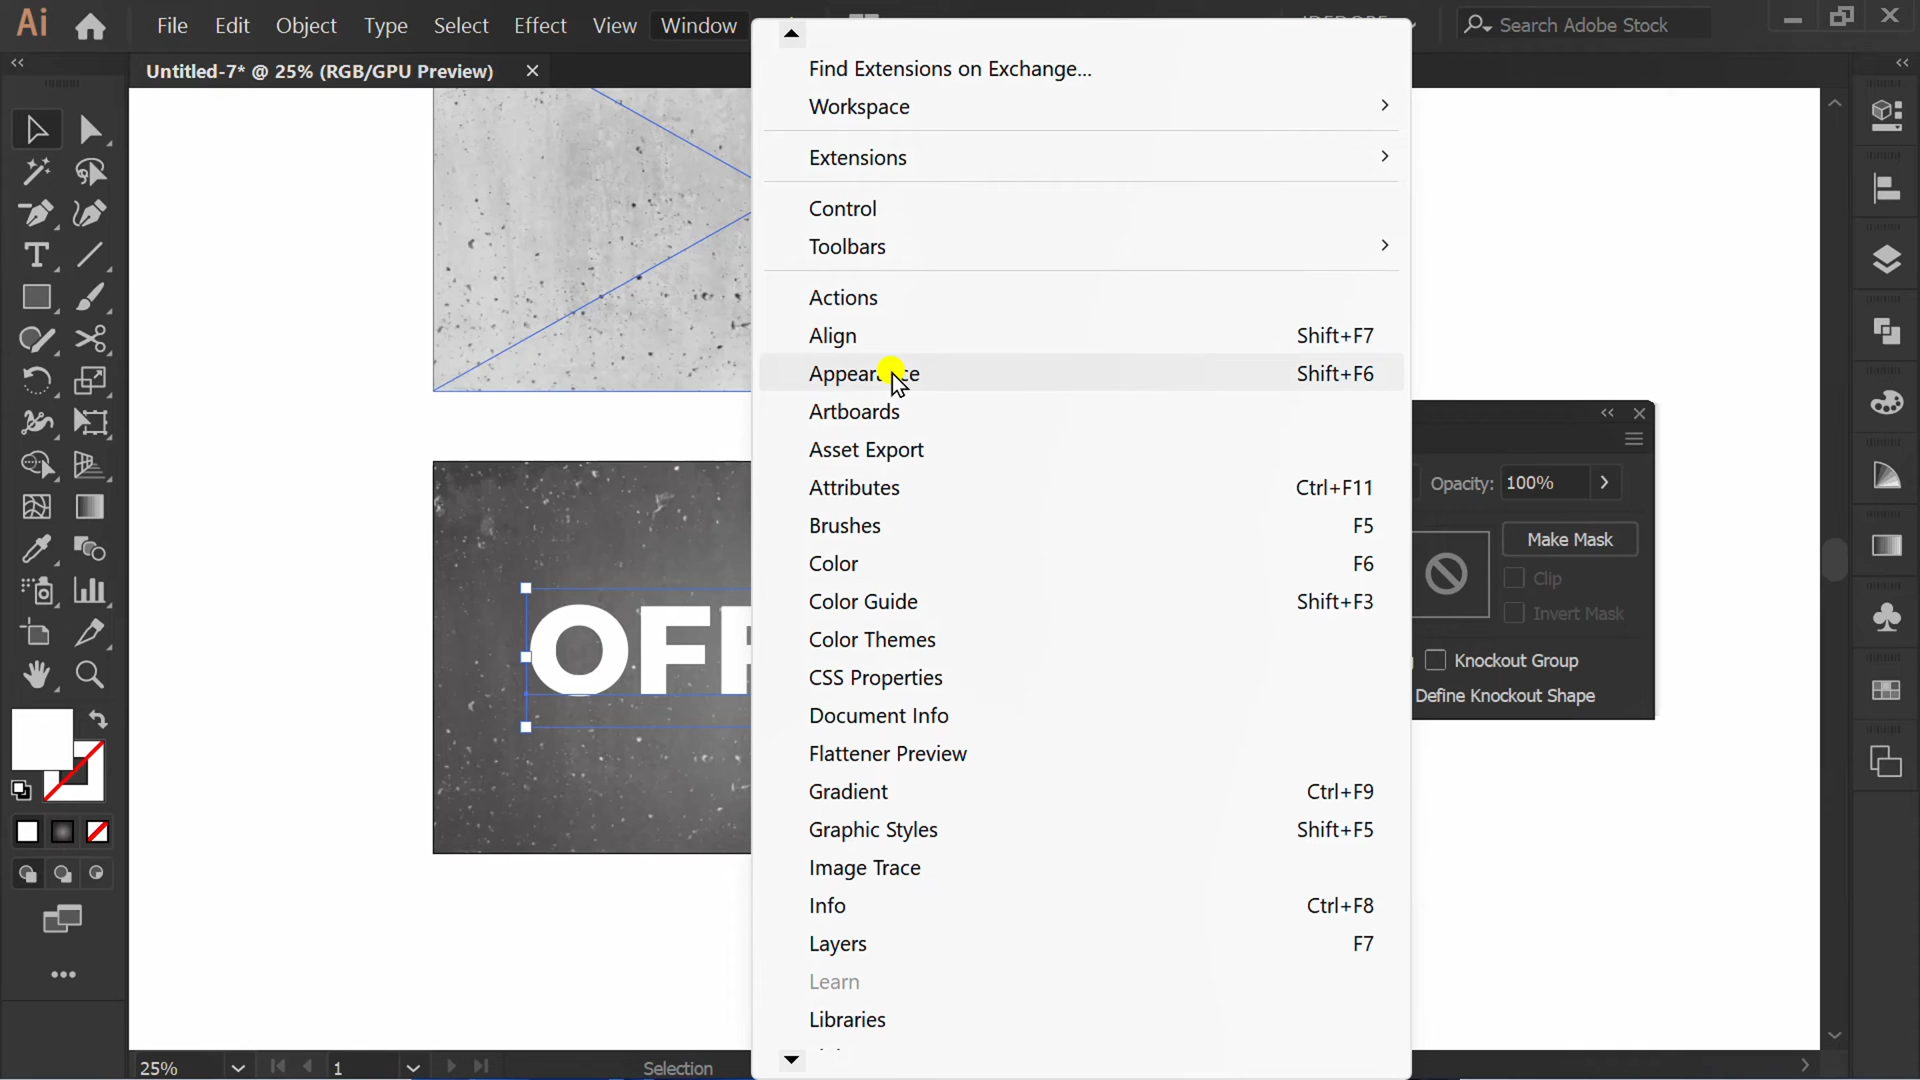 Ai
File Edit Object Type Select Effect View Window
Search Adobe Stock
Untitled-7* @ 25% (RGB/GPU Preview)
Find Extensions on Exchange...
Workspace
Extensions
Control
Toolbars
Actions
Align Shift+F7
Appearance Shift+F6
Artboards
Asset Export
Attributes Ctrl+F11
Brushes F5
Color F6
Color Guide Shift+F3
Color Themes
CSS Properties
Document Info
Flattener Preview
Gradient Ctrl+F9
Graphic Styles Shift+F5
Image Trace
Info Ctrl+F8
Layers F7
Learn
Libraries
OFF
Opacity: 100%
Make Mask
Clip
Invert Mask
Knockout Group
Define Knockout Shape
25%
1
Selection